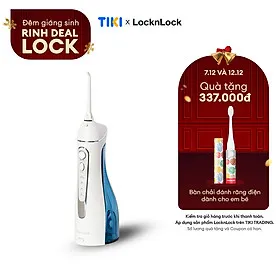 Đêm giáng sinh
RINH DEAL
LOCK
TIKI x LocknLock
7.12 VÀ 12.12
Quà tặng
337.000đ
Bàn chải đánh răng điện
dành cho em bé
Kiểm tra giỏ hàng trước khi thanh toán.
Áp dụng sản phẩm LocknLock trên TIKI TRADING.
Số lượng quà tặng và Coupon có hạn.